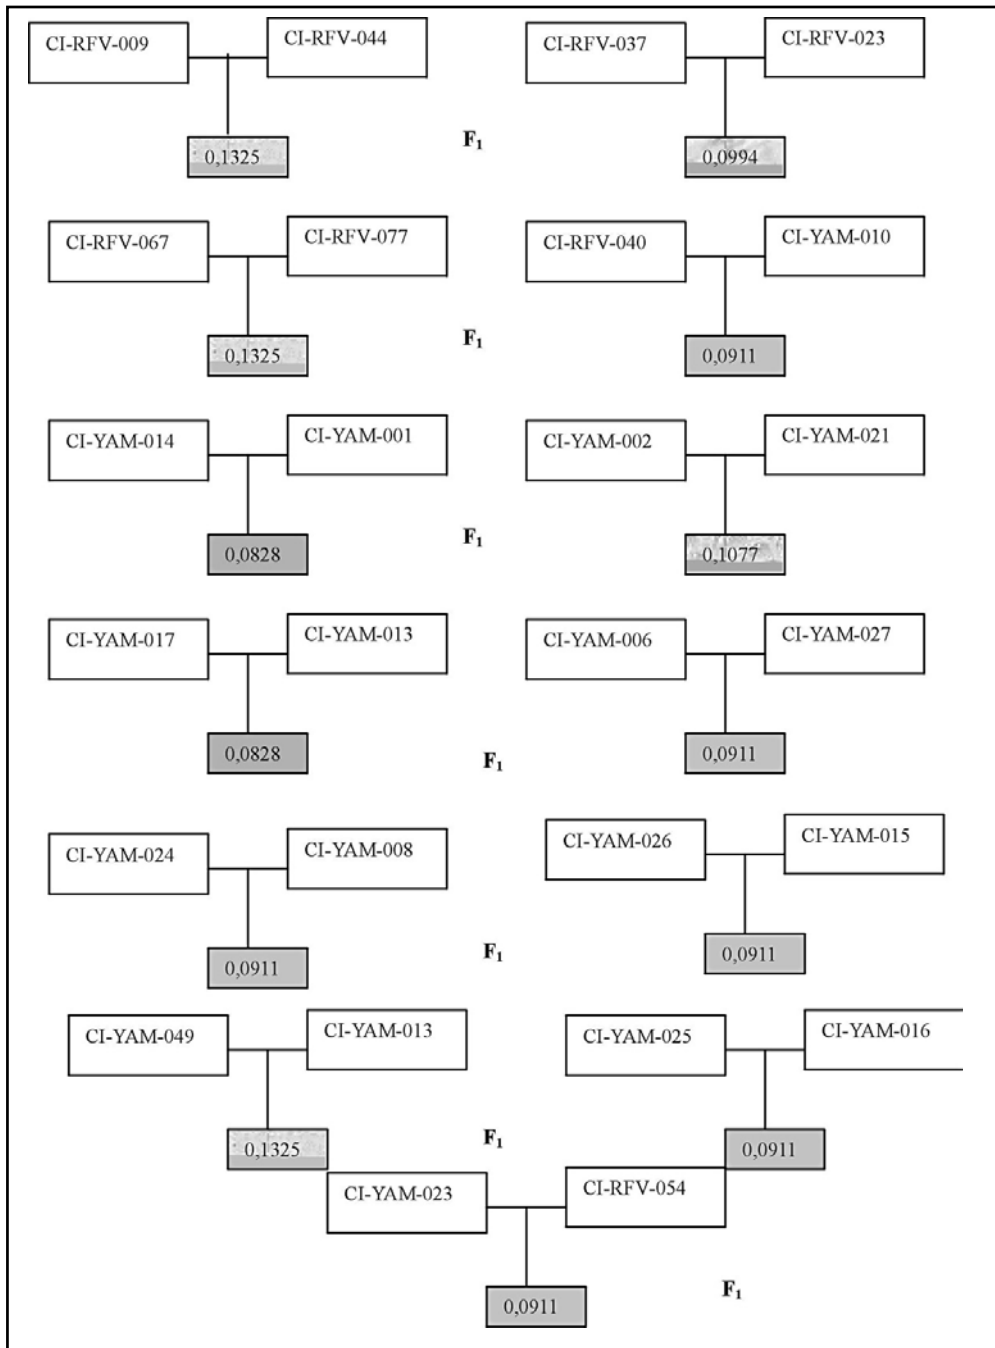 CI-RFV-009
CI-RFV-044
CI-RFV-037
CI-RFV-023
0,1325
F₁
0,0994
CI-RFV-067
CI-RFV-077
CI-RFV-040
CI-YAM-010
0,1325
F₁
0,0911
CI-YAM-014
CI-YAM-001
CI-YAM-002
CI-YAM-021
0,0828
F₁
0,1077
CI-YAM-017
CI-YAM-013
CI-YAM-006
CI-YAM-027
0,0828
F₁
0,0911
CI-YAM-024
CI-YAM-008
CI-YAM-026
CI-YAM-015
0,0911
F₁
0,0911
CI-YAM-049
CI-YAM-013
CI-YAM-025
CI-YAM-016
0,1325
F₁
0,0911
CI-YAM-023
CI-RFV-054
0,0911
F₁